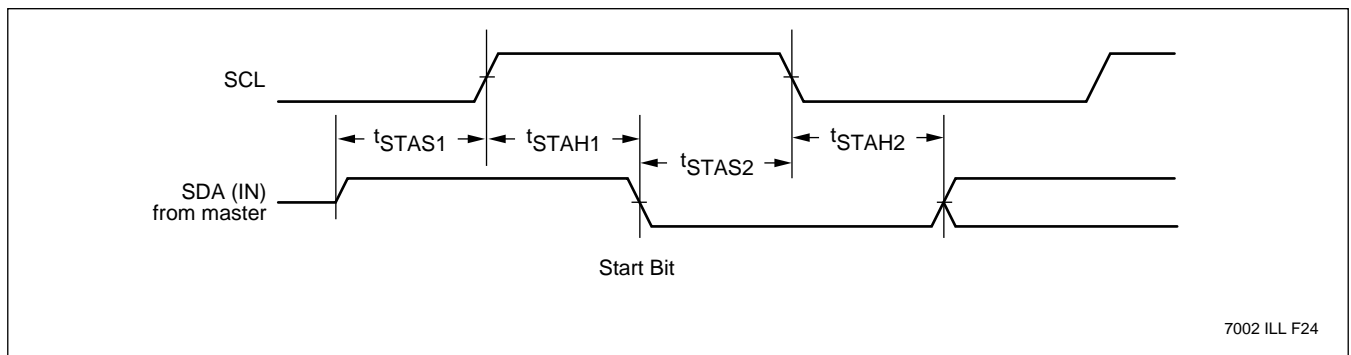 SCL
tSTAS1
tSTAH1
tSTAS2
tSTAH2
SDA (IN)
from master
Start Bit
7002 ILL F24